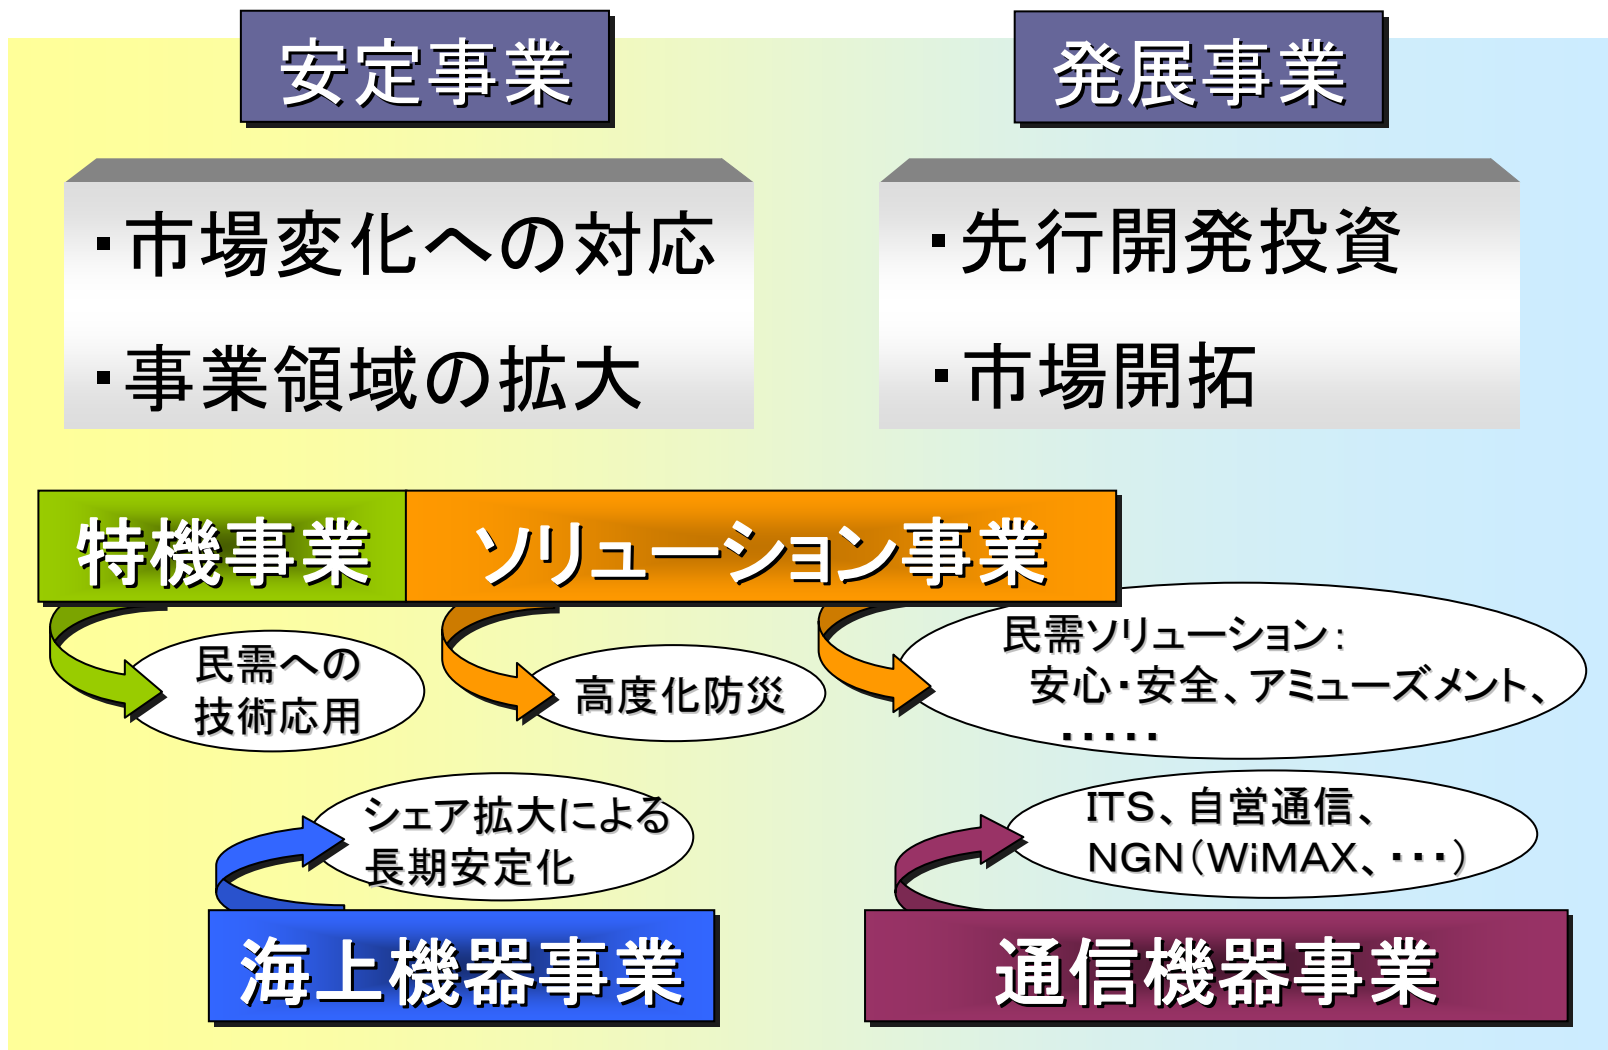 安定事業
発展事業
・市場変化への対応
・事業領域の拡大
・先行開発投資
・市場開拓
特機事業
ソリューション事業
民需への
技術応用
高度化防災
民需ソリューション：
安心・安全、アミューズメント、
・・・・・
シェア拡大による
長期安定化
ITS、自営通信、
NGN（WiMAX、・・・）
海上機器事業
通信機器事業